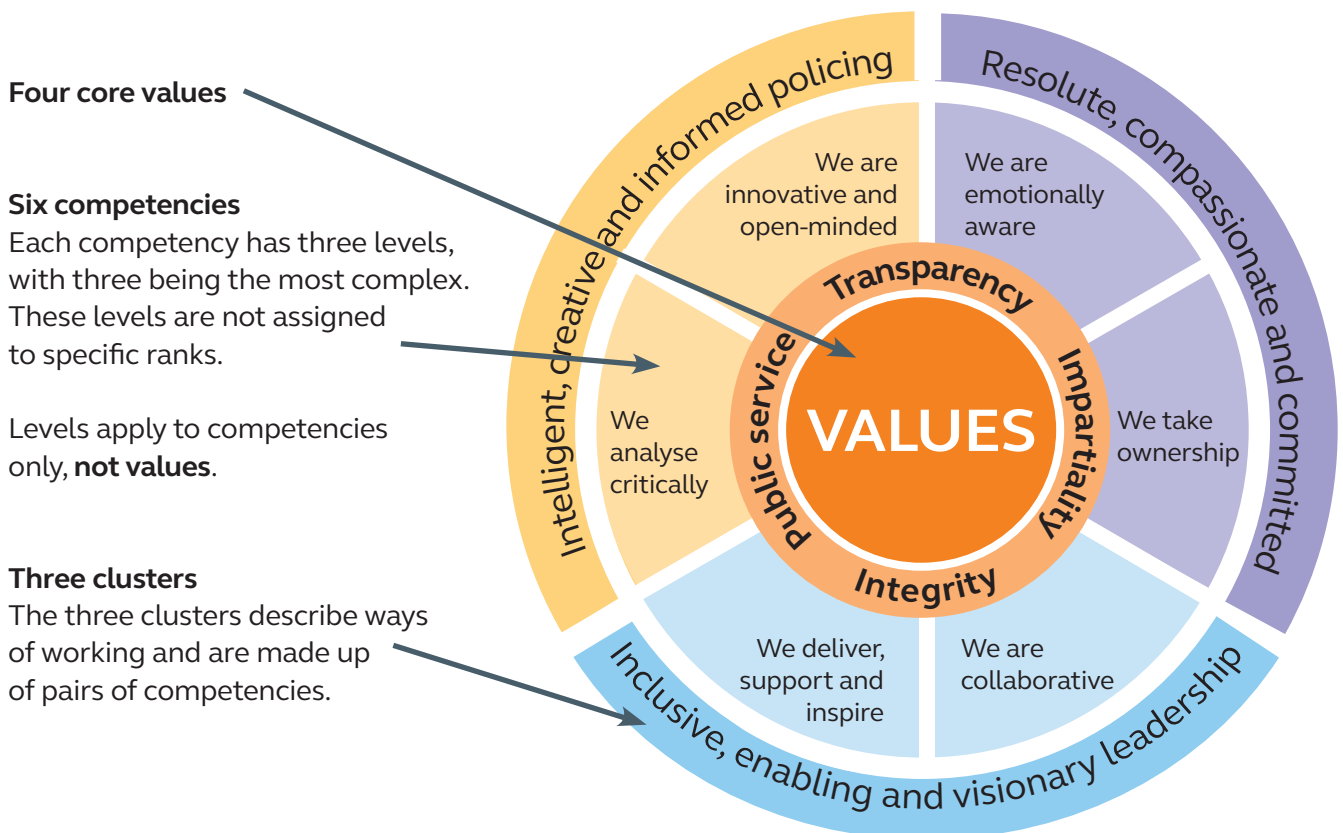 Four core values
Six competencies
Each competency has three levels,
with three being the most complex.
These levels are not assigned
to specific ranks.
Levels apply to competencies
only, not values.
Three clusters
The three clusters describe ways
of working and are made up
of pairs of competencies.
Intelligent, creative and informed policing
Resolute, compassionate and committed
Inclusive, enabling and visionary leadership
We are
innovative and
open-minded
We are
emotionally
aware
We
analyse
critically
We take
ownership
We deliver,
support and
inspire
We are
collaborative
Transparency
Impartiality
Integrity
Public service
VALUES